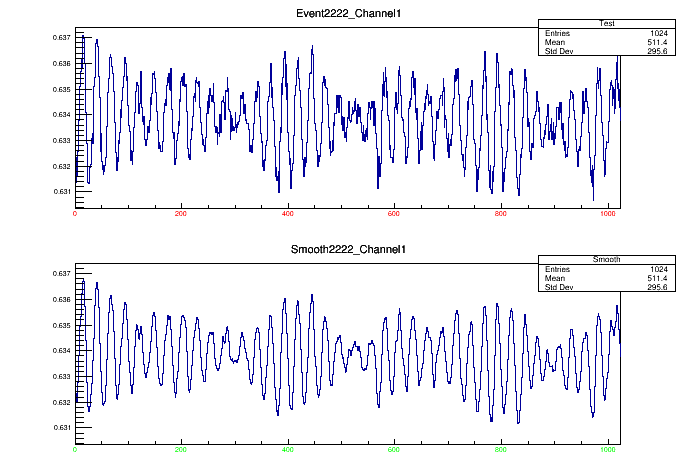 Event2222_Channel1
Test
Entries 1024
Mean 511.4
Std Dev 295.6
0.637
0.636
0.635
0.634
0.633
0.632
0.631
0 200 400 600 800 1000
Smooth2222_Channel1
Smooth
Entries 1024
Mean 511.4
Std Dev 295.6
0.637
0.636
0.635
0.634
0.633
0.632
0.631
0 200 400 600 800 1000